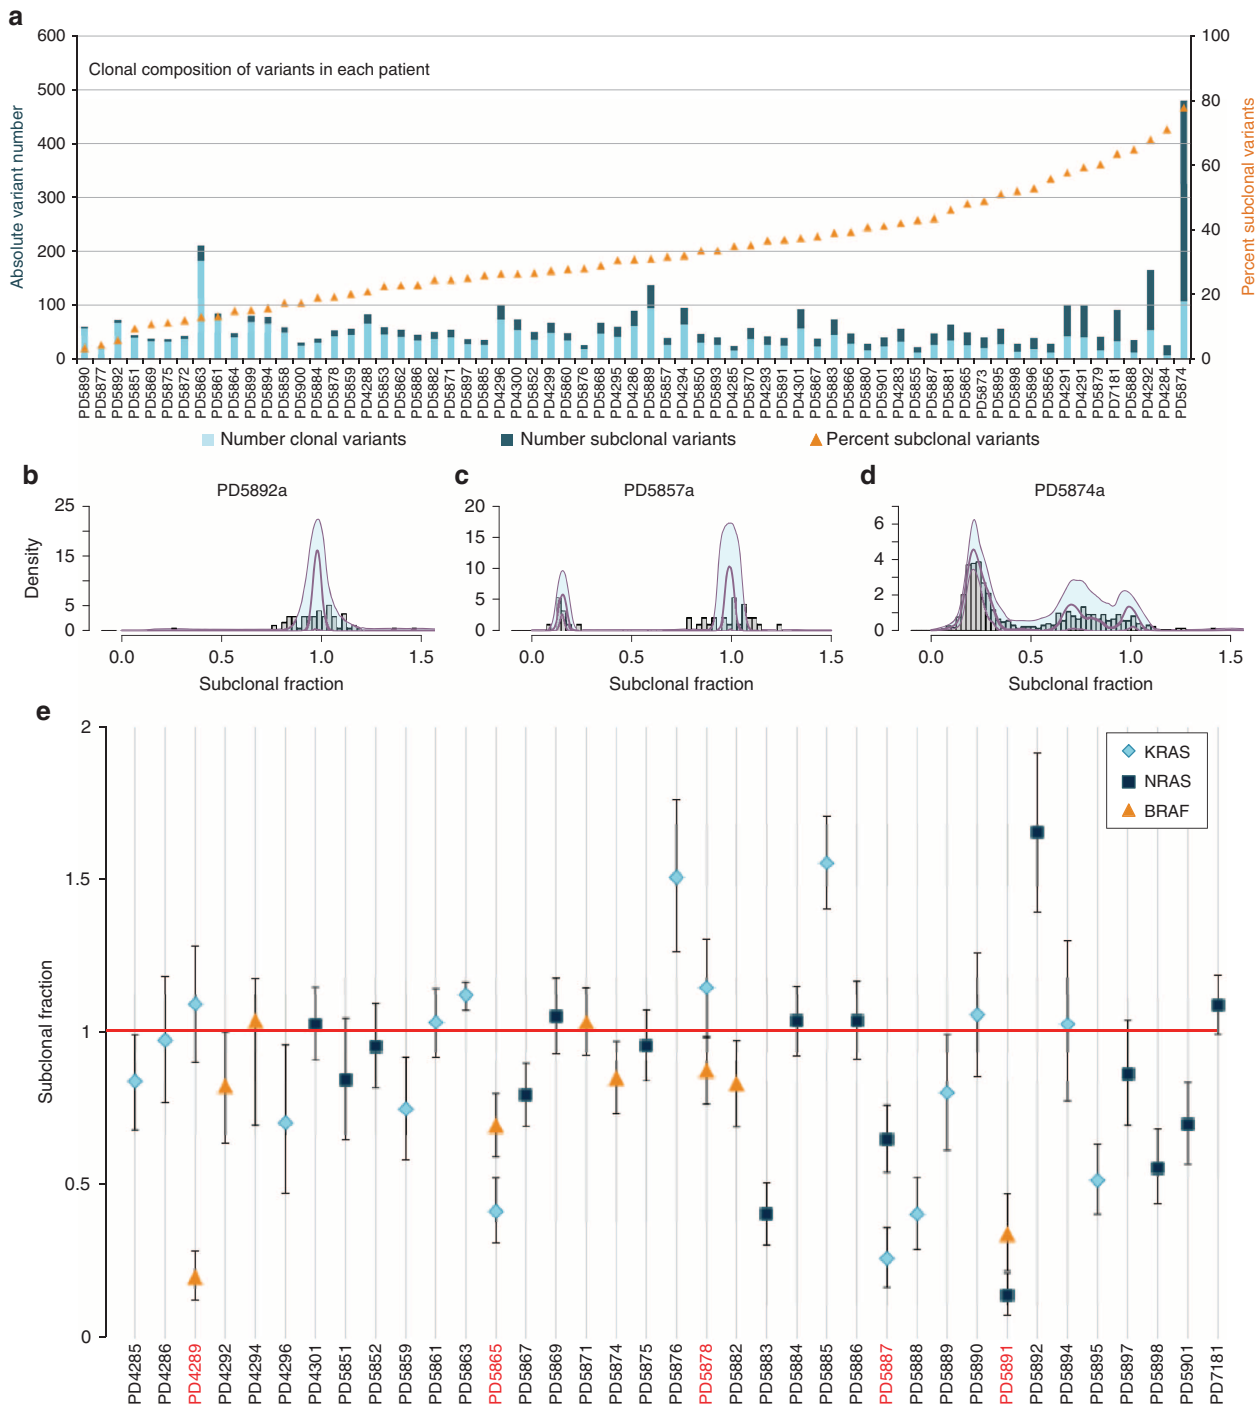 a
600
500
400
300
200
100
0
100
80
60
40
20
0
Absolute variant number
Percent subclonal variants
Clonal composition of variants in each patient
PD5890 PD5877 PD5892 PD5851 PD5869 PD5875 PD5872 PD5863 PD5861 PD5864 PD5899 PD5894 PD5858 PD5900 PD5884 PD5878 PD5859 PD4288 PD5853 PD5862 PD5886 PD5882 PD5871 PD5897 PD5885 PD4296 PD4300 PD5852 PD4299 PD5860 PD5876 PD5868 PD4295 PD4286 PD5889 PD5857 PD4294 PD5850 PD5893 PD4285 PD5870 PD4293 PD5891 PD4301 PD5867 PD5883 PD5866 PD5880 PD5901 PD4283 PD5855 PD5887 PD5881 PD5865 PD5873 PD5895 PD5898 PD5896 PD5856 PD4291 PD4291 PD5879 PD7181 PD5888 PD4292 PD4284 PD5874
Number clonal variants
Number subclonal variants
Percent subclonal variants
b
PD5892a
25
15
5
0
Density
0.0 0.5 1.0 1.5
Subclonal fraction
c
PD5857a
20
15
10
5
0
0.0 0.5 1.0 1.5
Subclonal fraction
d
PD5874a
6
4
2
0
0.0 0.5 1.0 1.5
Subclonal fraction
e
2
1.5
1
0.5
0
Subclonal fraction
KRAS
NRAS
BRAF
PD4285 PD4286 PD4289 PD4292 PD4294 PD4296 PD4301 PD5851 PD5852 PD5859 PD5861 PD5863 PD5865 PD5867 PD5869 PD5871 PD5874 PD5875 PD5876 PD5878 PD5882 PD5883 PD5884 PD5885 PD5886 PD5887 PD5888 PD5889 PD5890 PD5891 PD5892 PD5894 PD5895 PD5897 PD5898 PD5901 PD7181